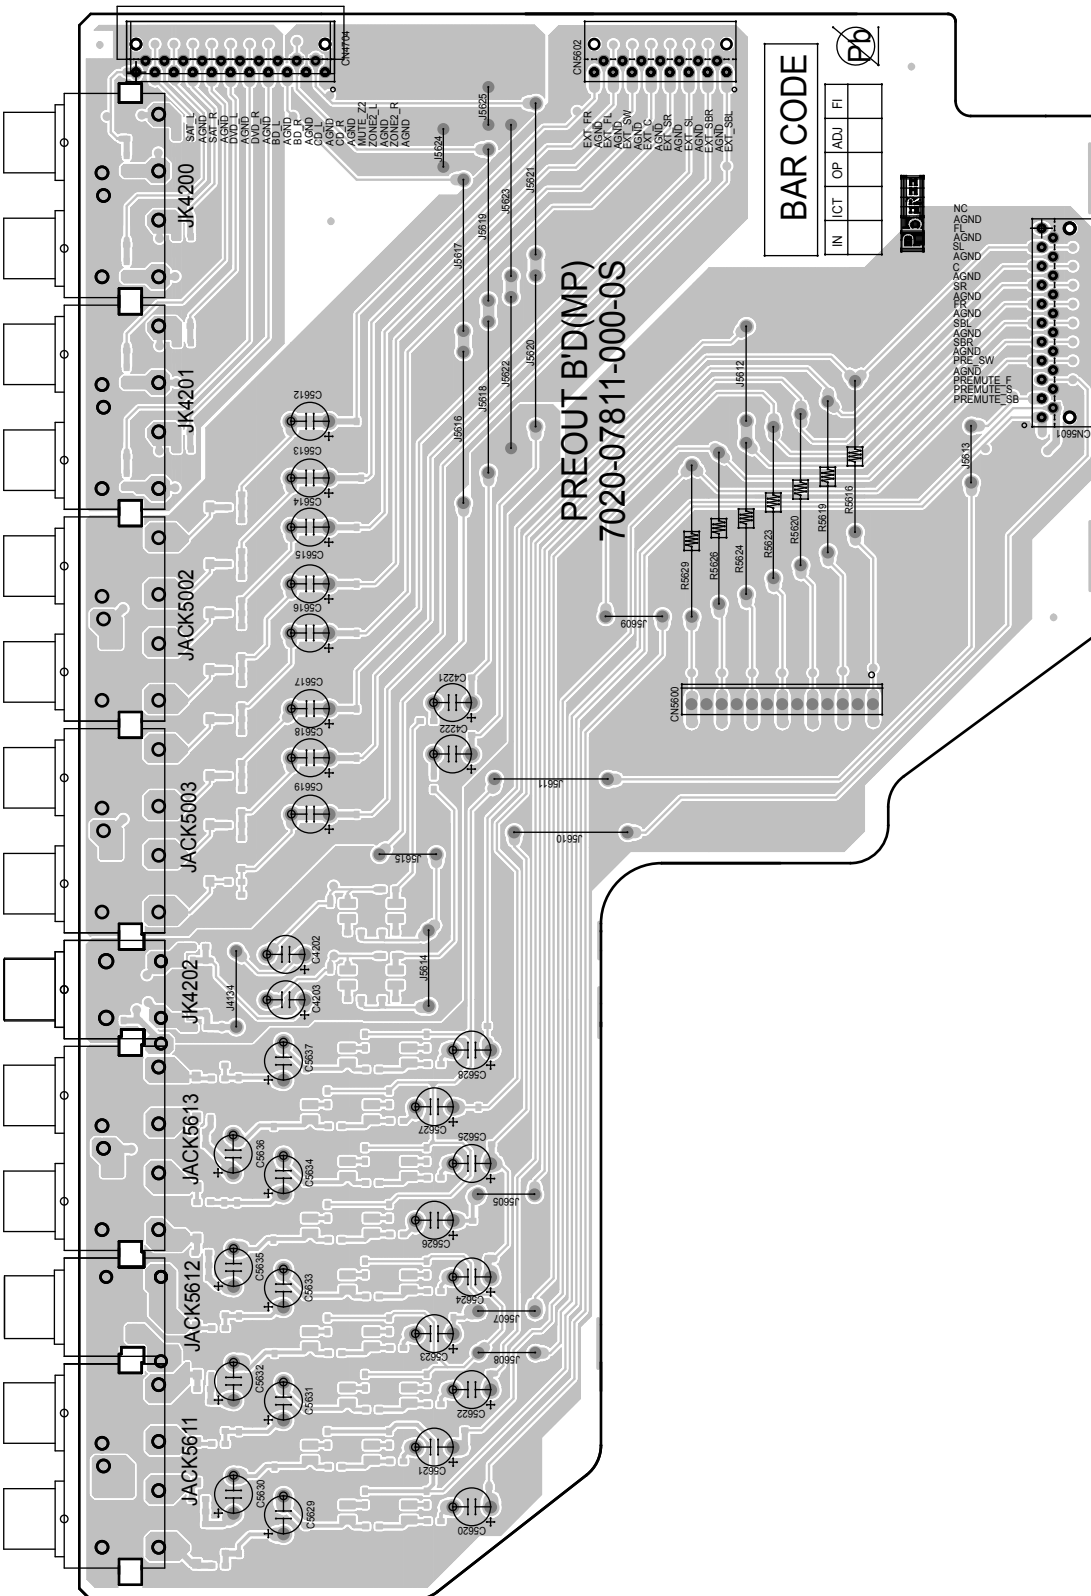 CN4704
SAT_L
AGND
SAT_R
AGND
DVD_L
AGND
DVD_R
AGND
BD_L
AGND
BD_R
AGND
CD_L
AGND
CD_R
AGND
MUTE_Z2
ZONE2_L
AGND
ZONE2_R
AGND
CN5602
EXT_FR
AGND
EXT_FL
AGND
EXT_SW
AGND
EXT_C
AGND
EXT_SR
AGND
EXT_SL
AGND
EXT_SBR
AGND
EXT_SBL
BAR CODE
Pb
IN
ICT
OP
ADJ
FI
PbFREE
NC
AGND
FL
AGND
SL
AGND
C
AGND
SR
AGND
FR
AGND
SBL
AGND
SBR
AGND
PRE_SW
AGND
PREMUTE_F
PREMUTE_S
PREMUTE_SB
CN5601
PREOUT B'D(MP)
7020-07811-000-0S
J5625
J5624
J5623
J5621
J5619
J5617
J5622
J5620
J5618
J5616
J5612
J5613
R5629
R5626
R5624
R5623
R5620
R5619
R5616
J5609
CN5600
J5611
J5610
J5615
J5614
J4134
J5605
J5607
J5608
JK4200
JK4201
JACK5002
JACK5003
JK4202
JACK5613
JACK5612
JACK5611
C5612
C5613
C5614
C5615
C5616
C5617
C5618
C5619
C4221
C4222
C4202
C4203
C5637
C5628
C5627
C5636
C5634
C5625
C5626
C5635
C5633
C5624
C5623
C5632
C5631
C5622
C5621
C5630
C5629
C5620